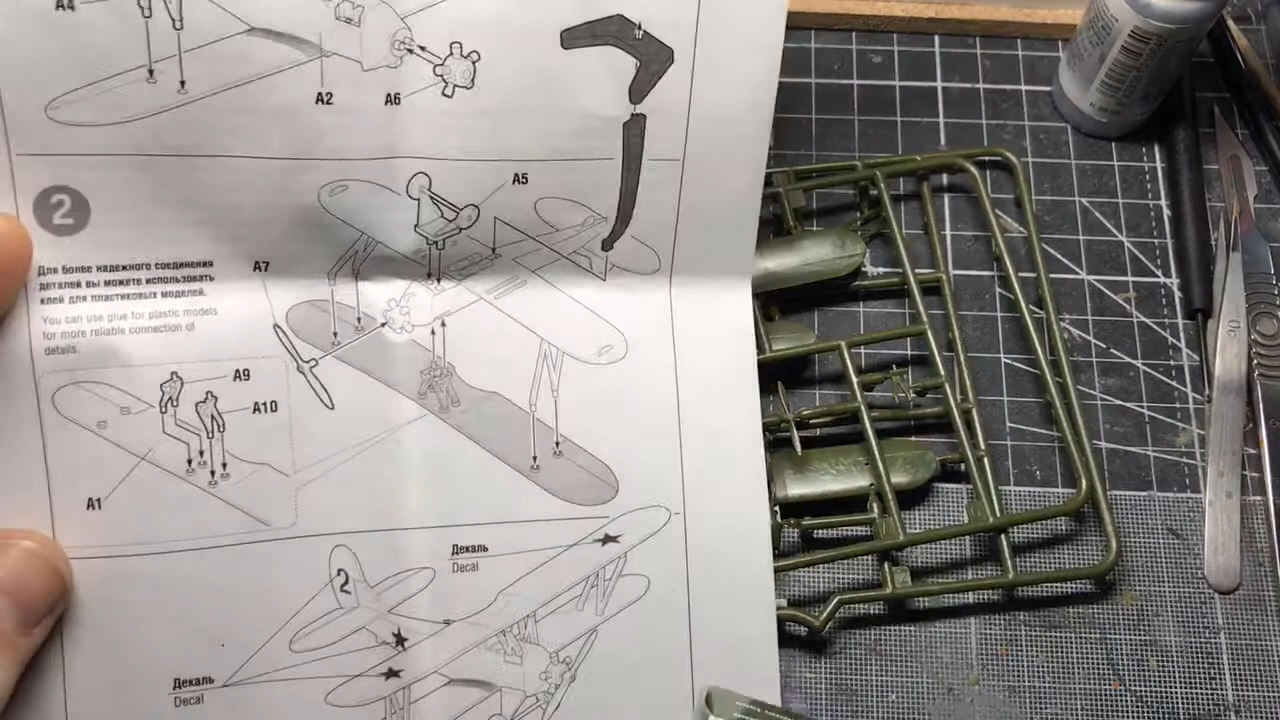 A4
A2
A6
2
A5
Для более надежного соединения
деталей вы можете использовать
клей для пластиковых моделей.
You can use glue for plastic models
for more reliable connection of
details.
A7
A9
A10
A1
Декаль
Decal
2
Декаль
Decal